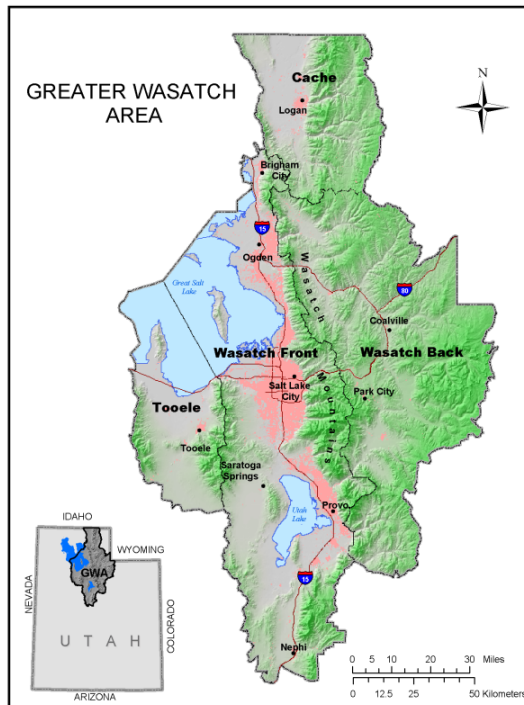 GREATER WASATCH
AREA
N
Cache
Logan
Brigham
City
15
Ogden
Great Salt
Lake
Wasatch
80
Coalville
Wasatch Front
Wasatch Back
Salt Lake
City
Park City
Mountains
Tooele
Tooele
Saratoga
Springs
Utah
Lake
Provo
15
Nephi
IDAHO
WYOMING
GWA
NEVADA
UTAH
COLORADO
ARIZONA
0 5 10 20 30 Miles
0 12.5 25 50 Kilometers